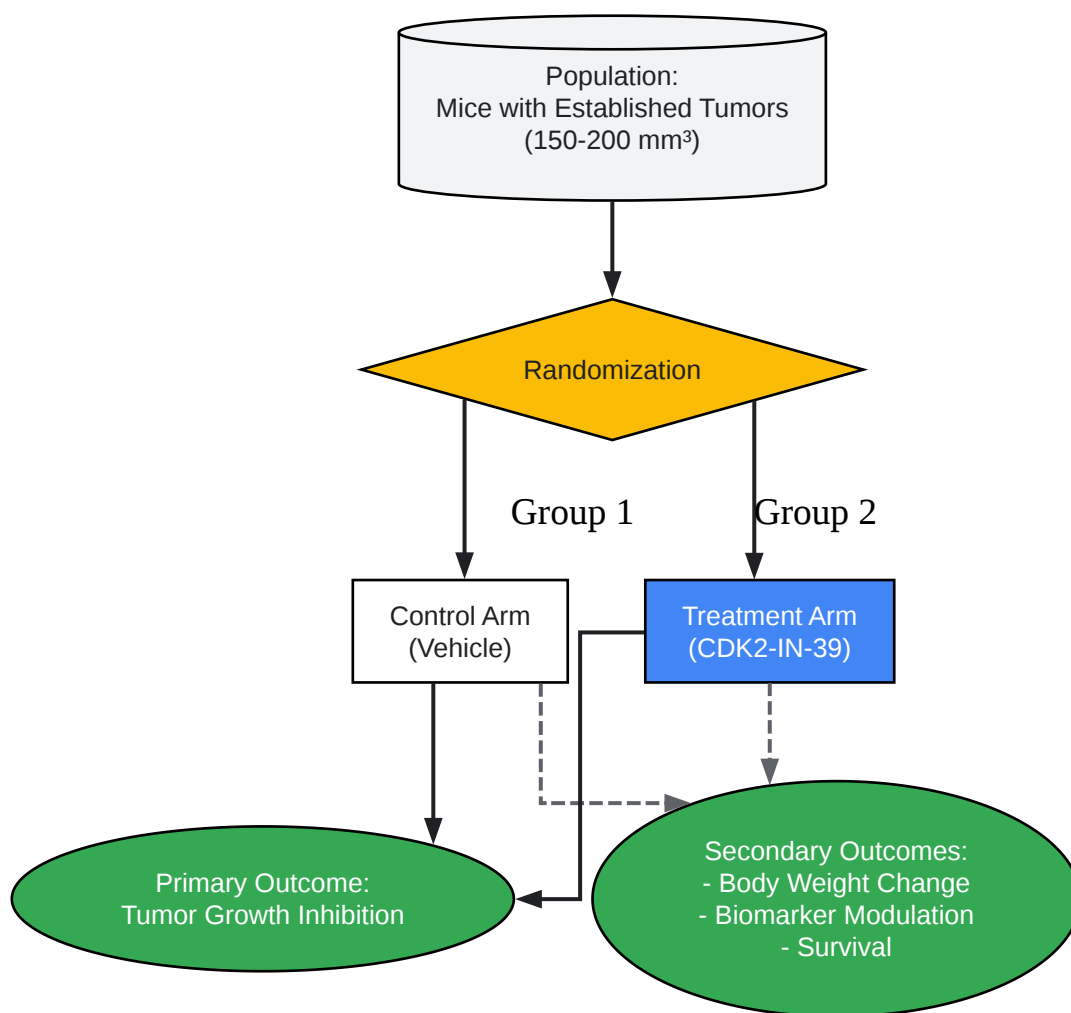 Population:
Mice with Established Tumors
(150-200 mm³)
Randomization
Group 1
Group 2
Control Arm
(Vehicle)
Treatment Arm
(CDK2-IN-39)
Primary Outcome:
Tumor Growth Inhibition
Secondary Outcomes:
- Body Weight Change
- Biomarker Modulation
- Survival